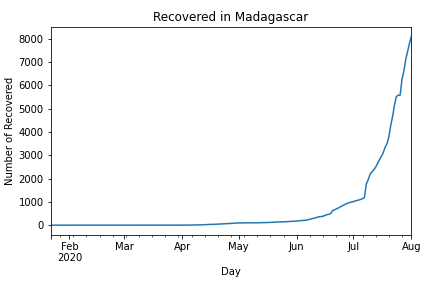 Recovered in Madagascar
Number of Recovered
8000
7000
6000
5000
4000
3000
2000
1000
0
Feb Mar Apr May Jun Jul Aug
2020
Day